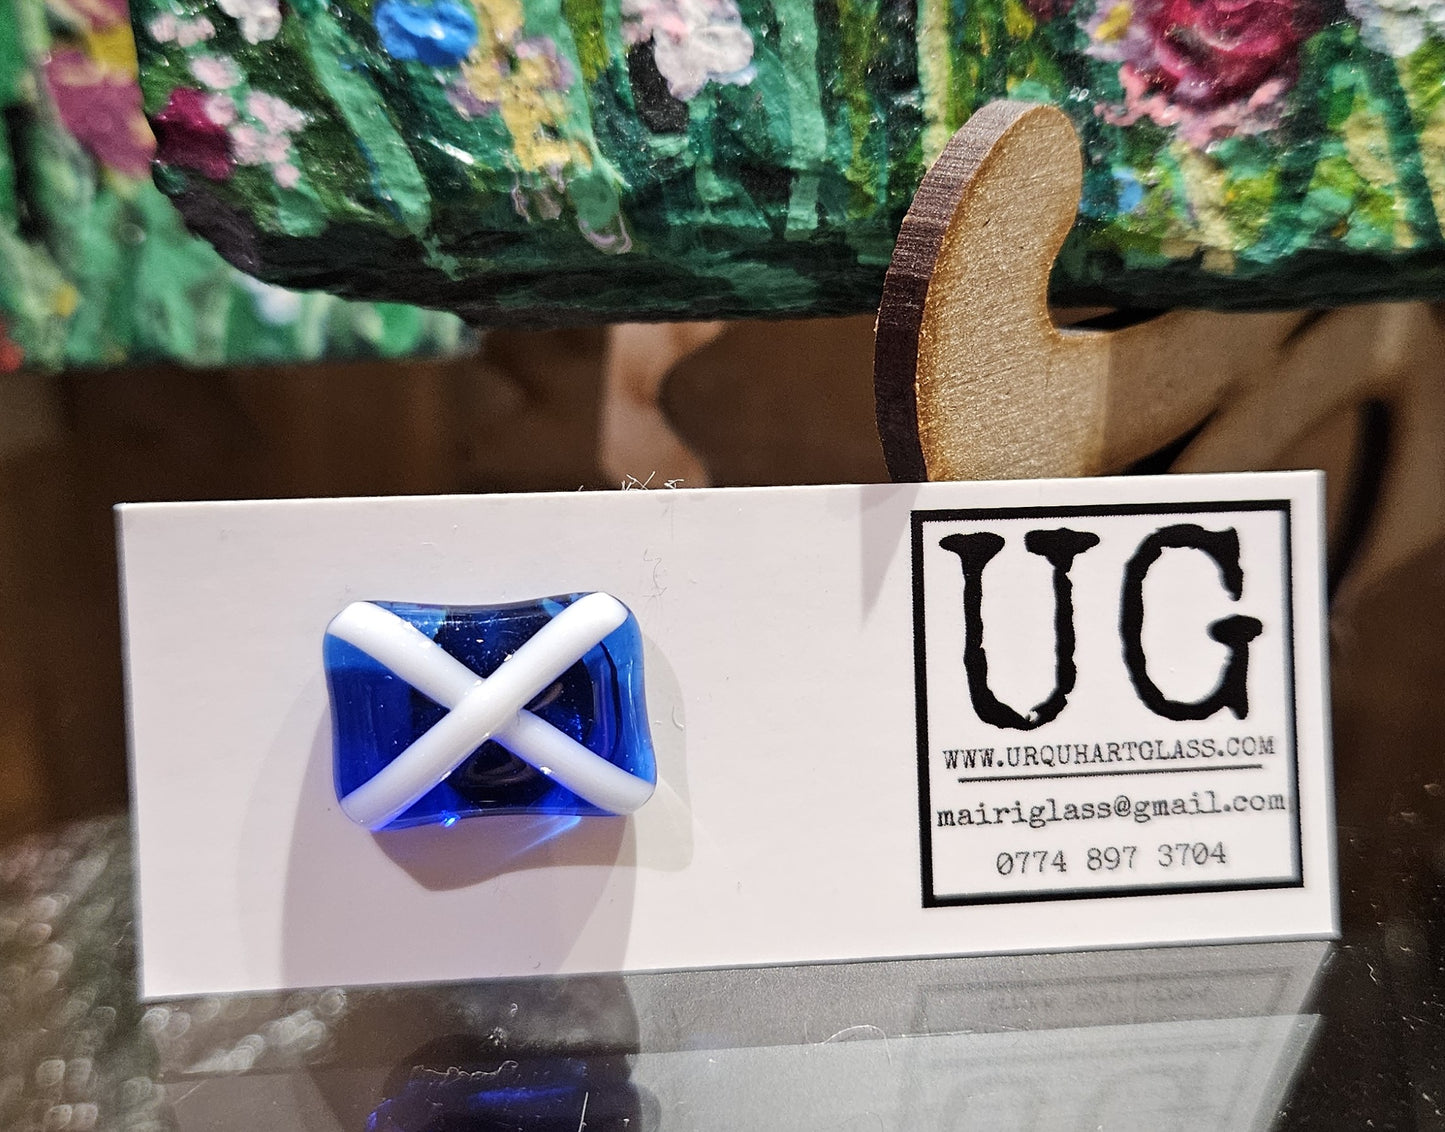 UG
WWW.URQUHARTGLASS.COM
mairiglass@gmail.com
0774 897 3704